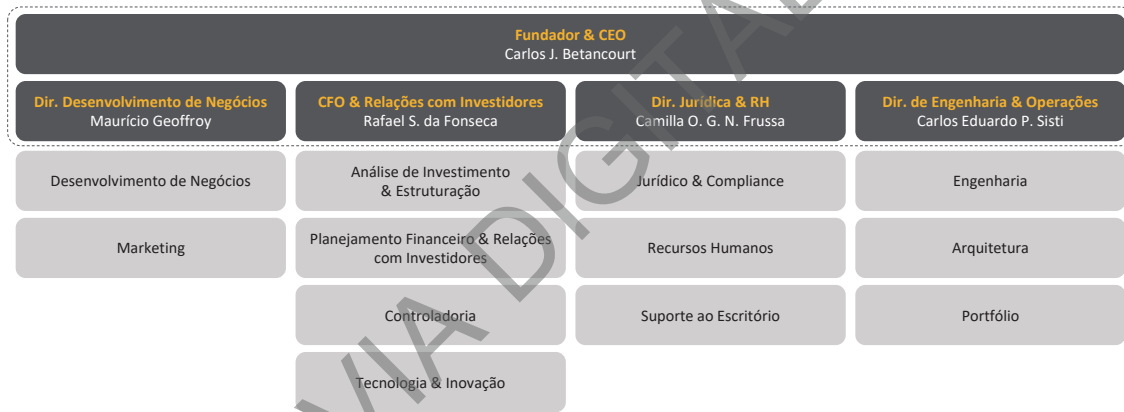 Fundador & CEO
Carlos J. Betancourt
Dir. Desenvolvimento de Negócios
Maurício Geoffroy
CFO & Relações com Investidores
Rafael S. da Fonseca
Dir. Jurídica & RH
Camilla O. G. N. Frussa
Dir. de Engenharia & Operações
Carlos Eduardo P. Sisti
Desenvolvimento de Negócios
Análise de Investimento
& Estruturação
Jurídico & Compliance
Engenharia
Marketing
Planejamento Financeiro & Relações
com Investidores
Recursos Humanos
Arquitetura
Controladoria
Suporte ao Escritório
Portfólio
Tecnologia & Inovação
VIA DIGITAL